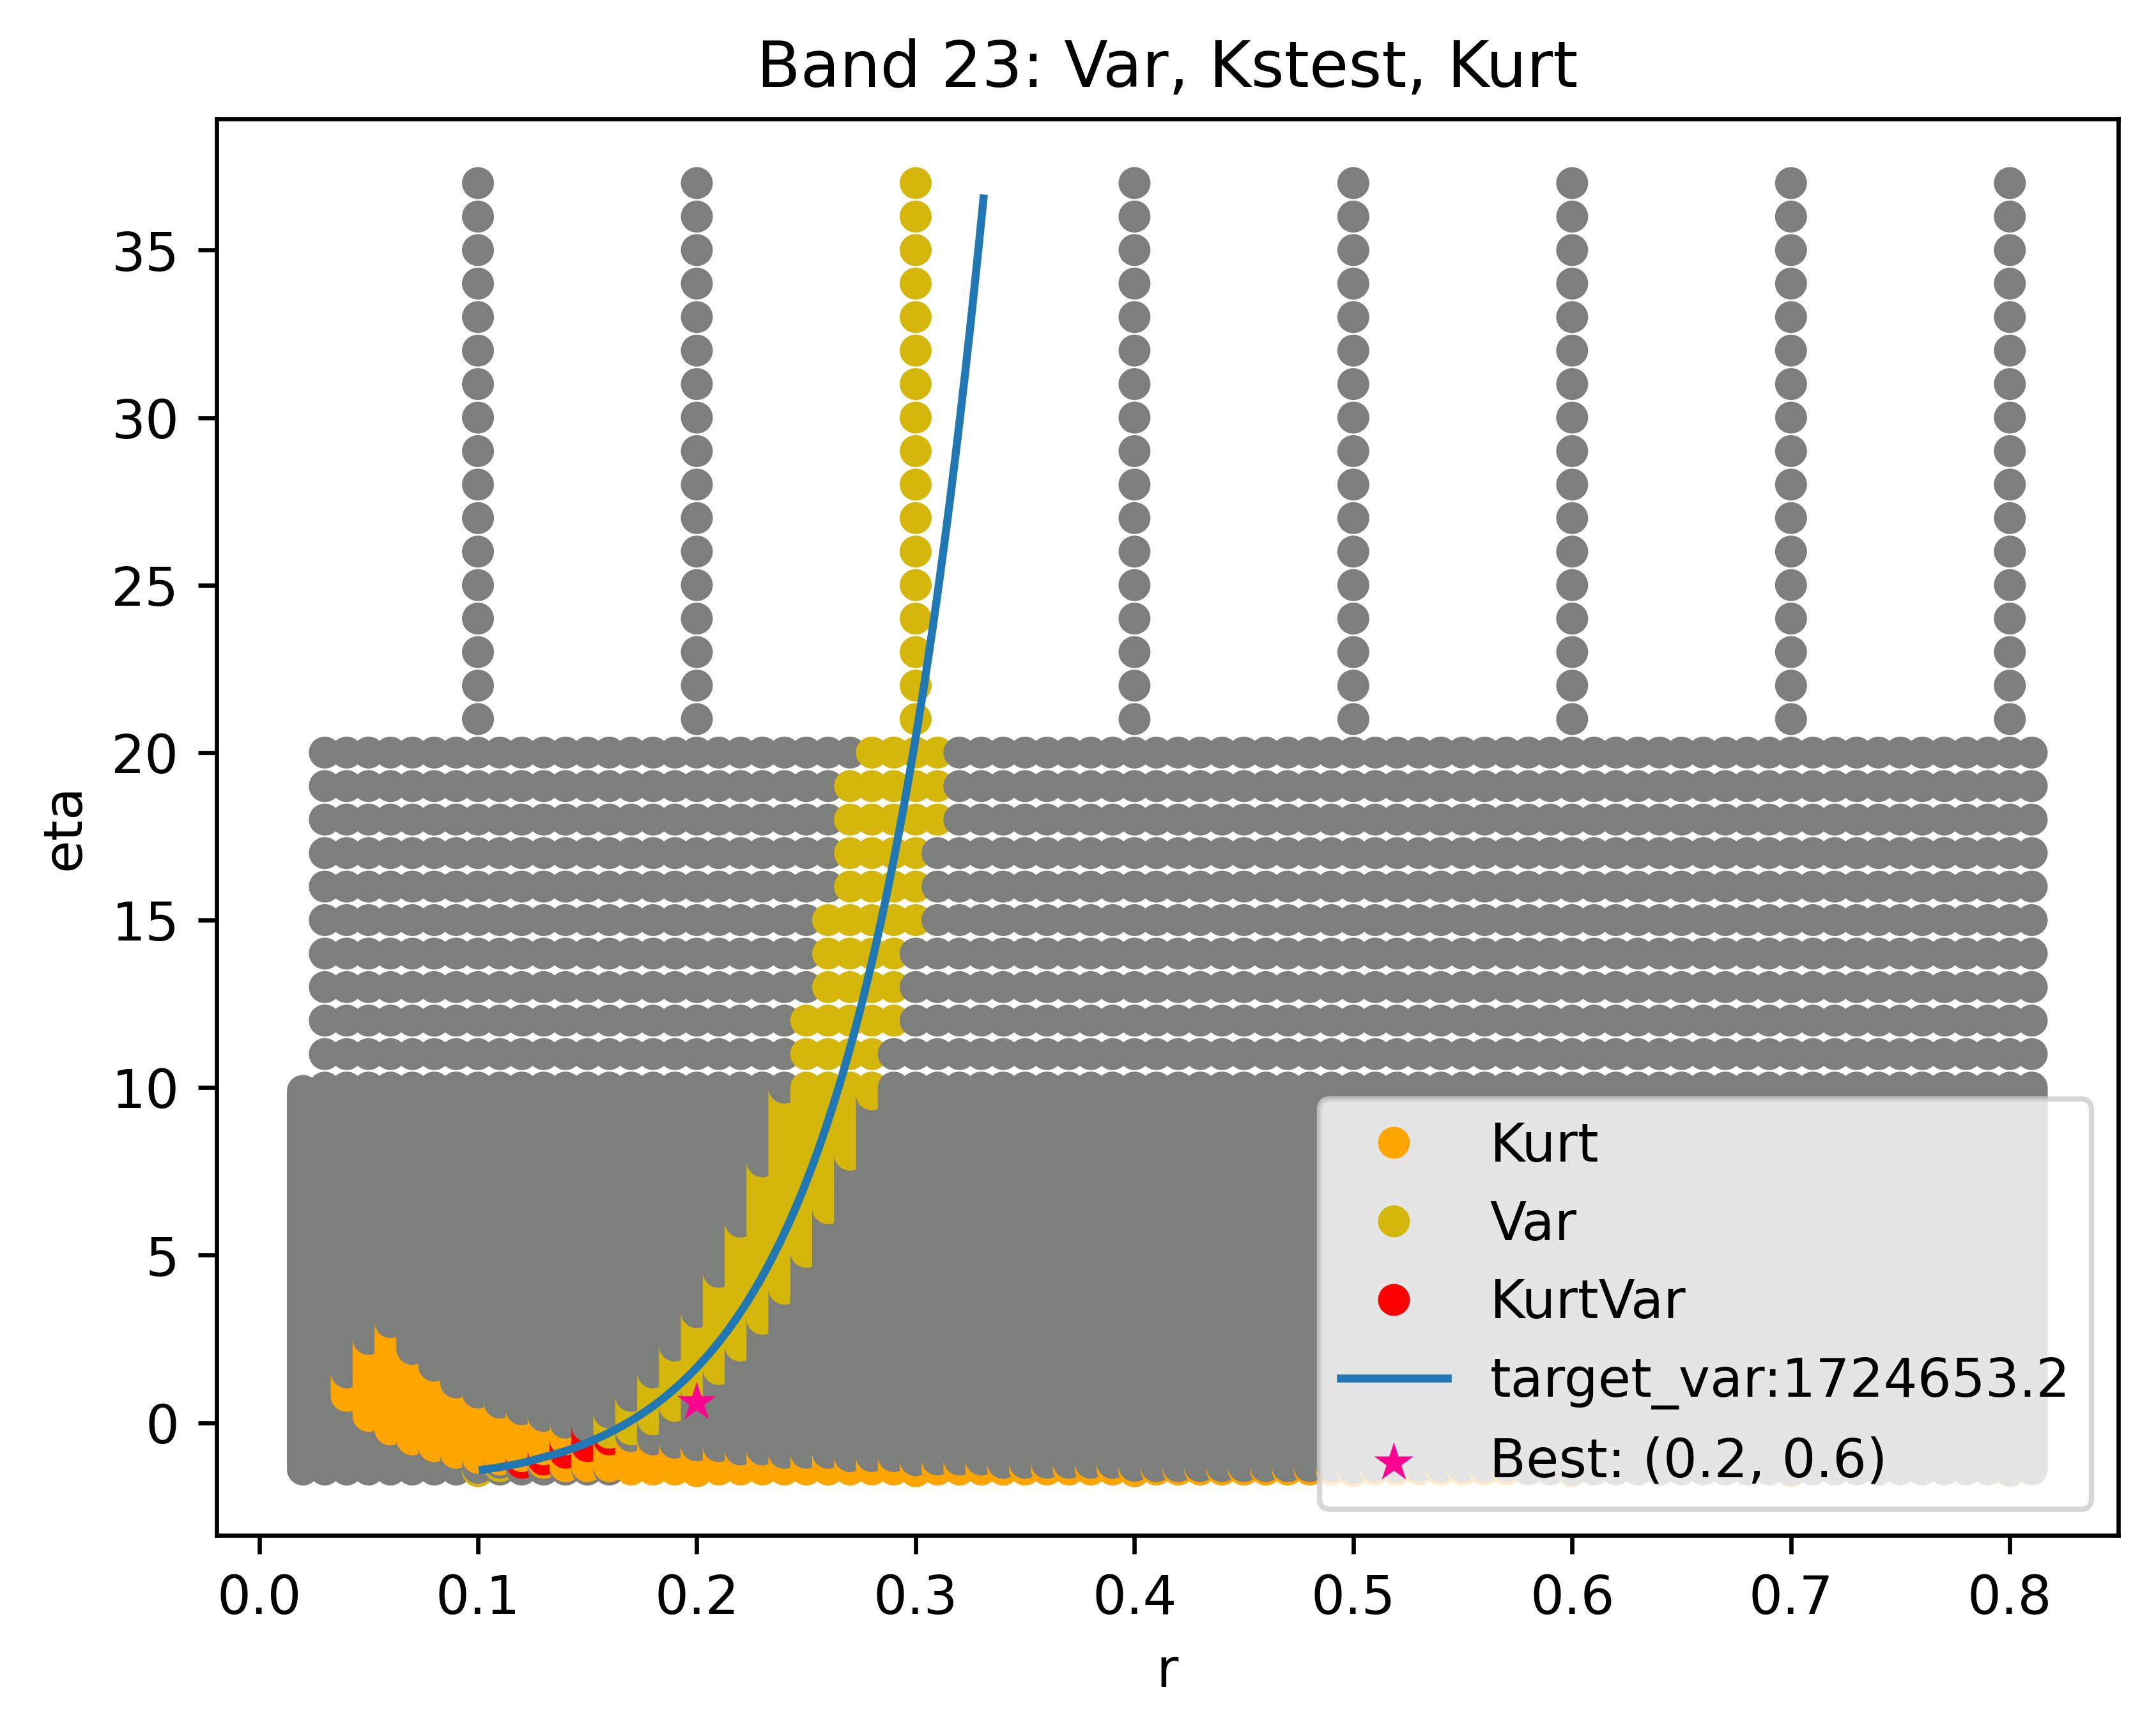 Band 23: Var, Kstest, Kurt
eta
35
30
25
20
15
10
5
0
Kurt
Var
KurtVar
target_var:1724653.2
Best: (0.2, 0.6)
0.0 0.1 0.2 0.3 0.4 0.5 0.6 0.7 0.8
r